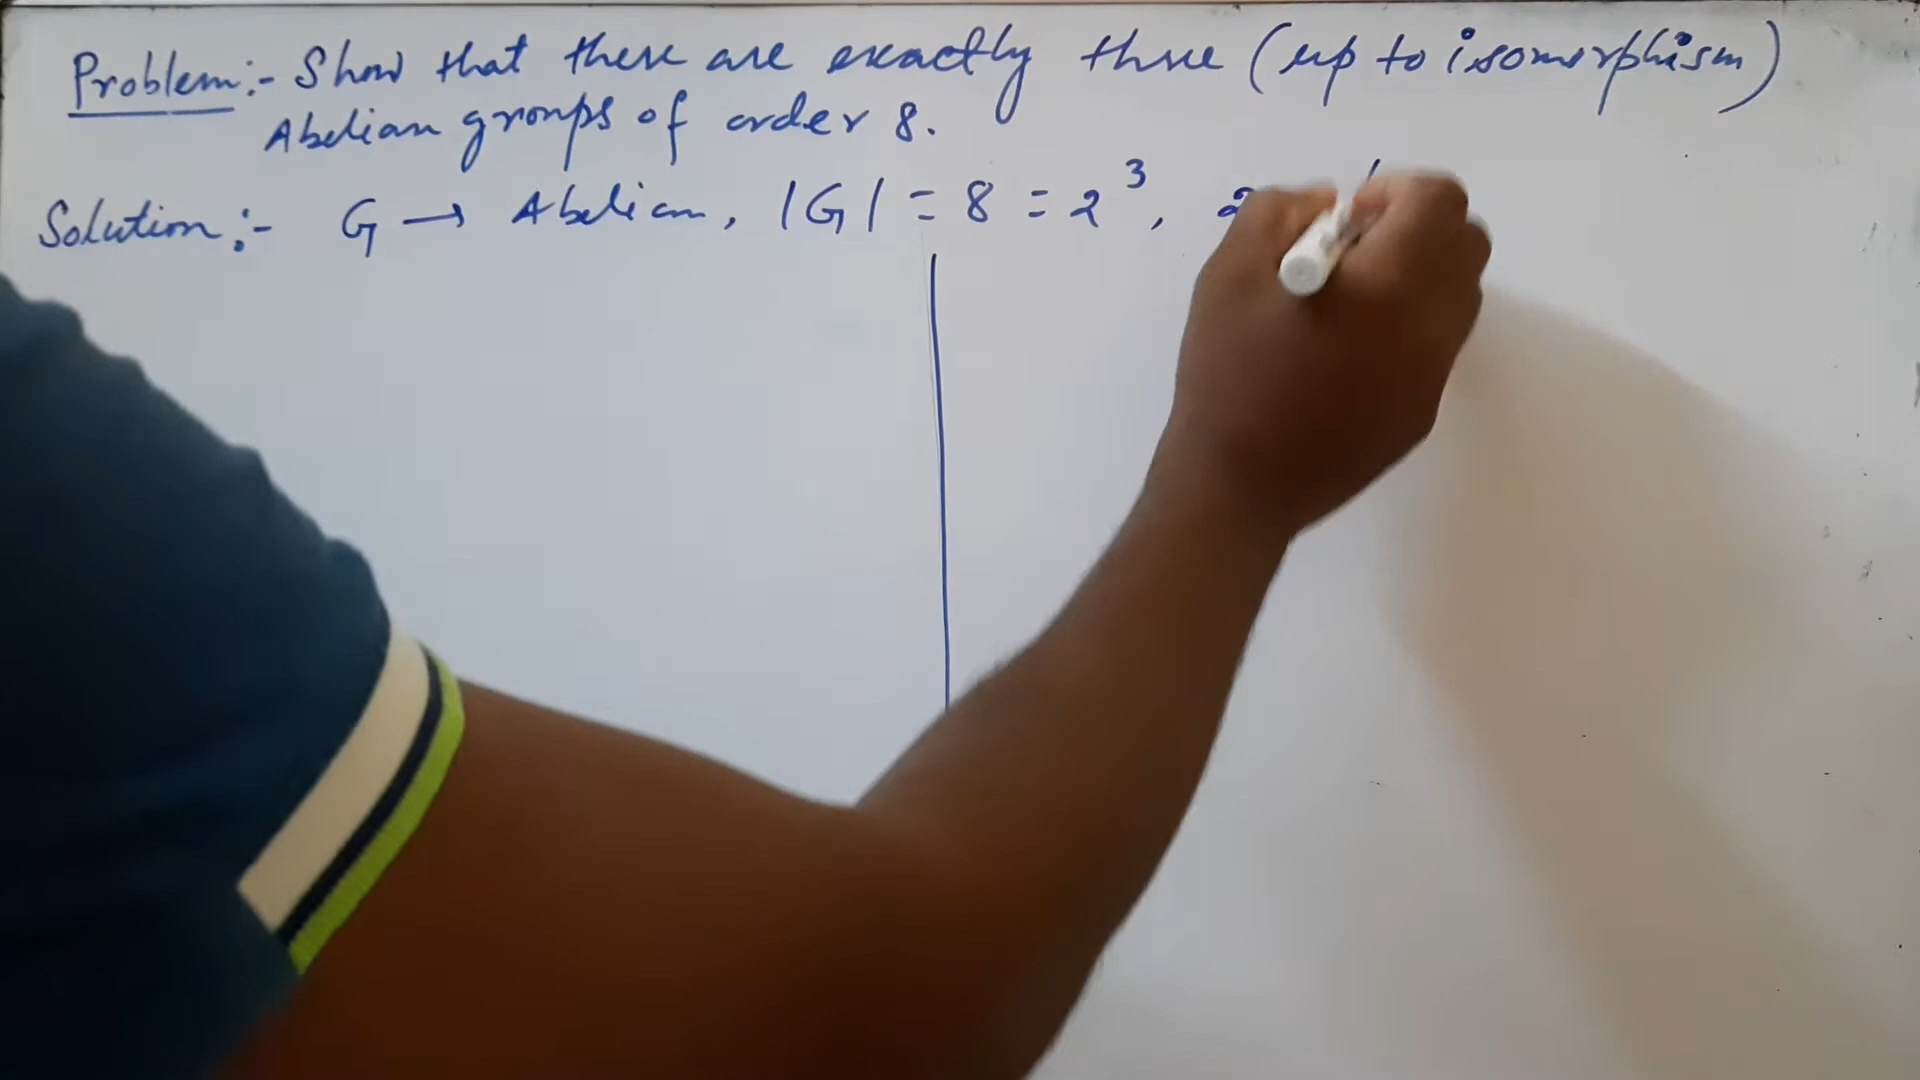 Problem:- Show that there are exactly three (up to isomorphism)
Abelian groups of order 8.
Solution:- G → Abelian, |G| = 8 = 2³, 2